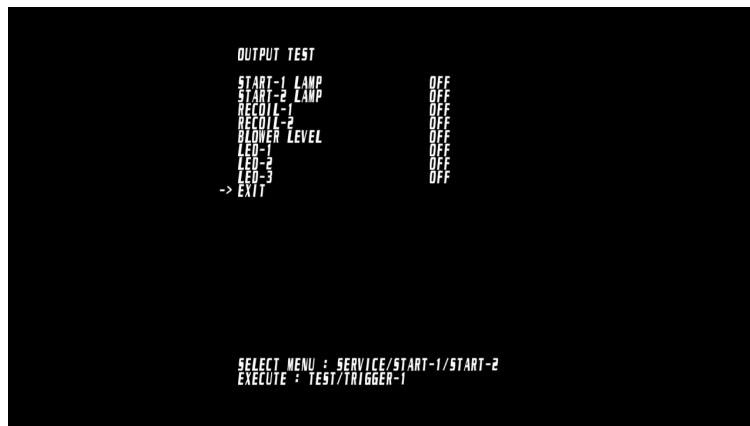 OUTPUT TEST
START-1 LAMP OFF
START-2 LAMP OFF
RECOIL-1 OFF
RECOIL-2 OFF
BLOWER LEVEL OFF
LED-1 OFF
LED-2 OFF
LED-3 OFF
-> EXIT
SELECT MENU : SERVICE/START-1/START-2
EXECUTE : TEST/TRIGGER-1